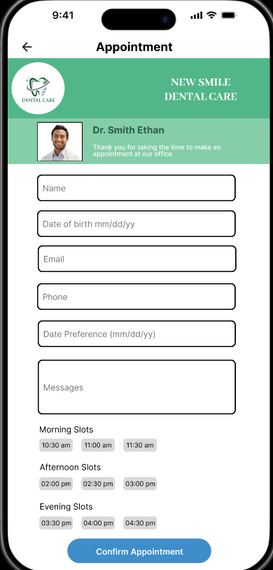 9:41
Appointment
DENTAL CARE
NEW SMILE
DENTAL CARE
Dr. Smith Ethan
Thank you for taking the time to make an
appointment at our office
Name
Date of birth mm/dd/yy
Email
Phone
Date Preference (mm/dd/yy)
Messages
Morning Slots
10:30 am 11:00 am 11:30 am
Afternoon Slots
02:00 pm 02:30 pm 03:00 pm
Evening Slots
03:30 pm 04:00 pm 04:30 pm
Confirm Appointment